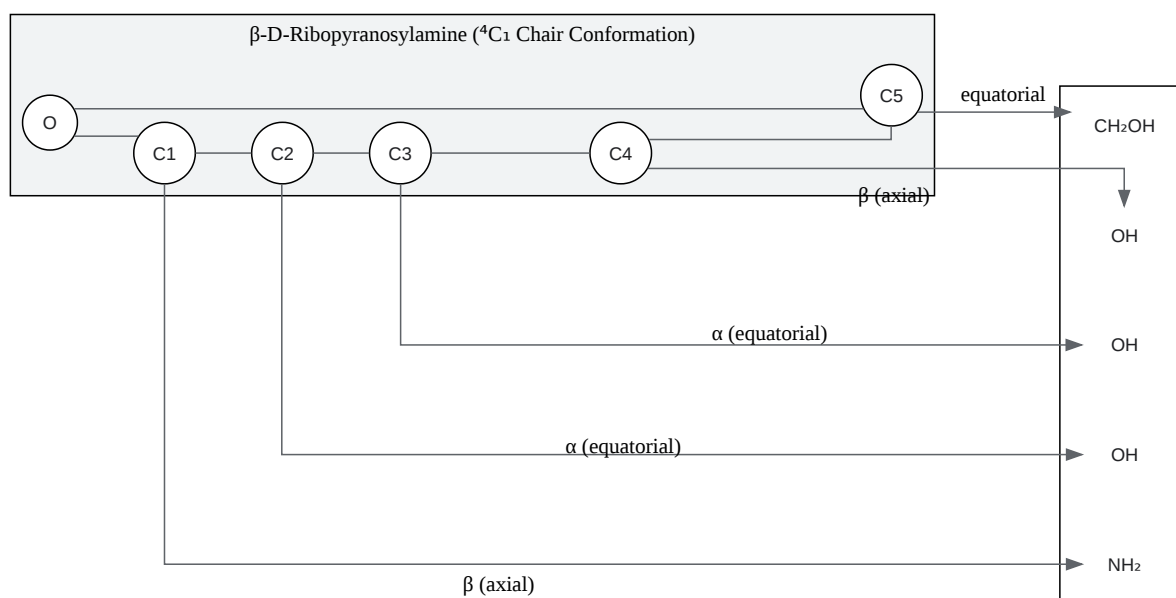 β-D-Ribopyranosylamine (⁴C₁ Chair Conformation)
C5
equatorial
CH₂OH
O
C1
C2
C3
C4
β (axial)
OH
α (equatorial)
OH
α (equatorial)
OH
β (axial)
NH₂